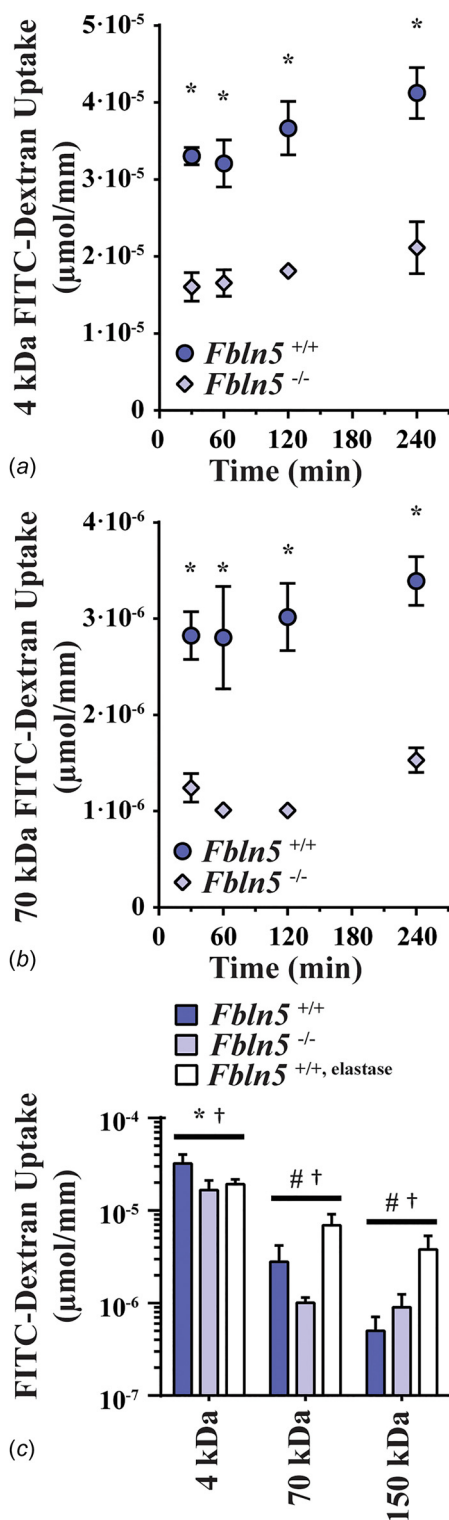 4 kDa FITC-Dextran Uptake
(μmol/mm)
5·10-5
4·10-5
3·10-5
2·10-5
1·10-5
0
* * * *
Fbln5 +/+
Fbln5 -/-
0 60 120 180 240
Time (min)
(a)
70 kDa FITC-Dextran Uptake
(μmol/mm)
4·10-6
3·10-6
2·10-6
1·10-6
0
* * * *
Fbln5 +/+
Fbln5 -/-
0 60 120 180 240
Time (min)
(b)
Fbln5 +/+
Fbln5 -/-
Fbln5 +/+, elastase
FITC-Dextran Uptake
(μmol/mm)
10-4
10-5
10-6
10-7
* †
# †
# †
4 kDa
70 kDa
150 kDa
(c)